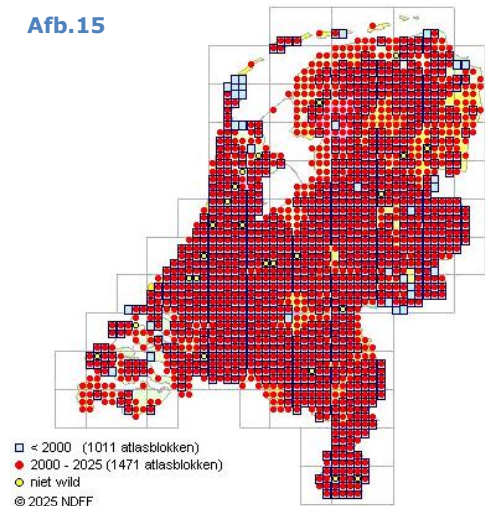 Afb.15
< 2000 (1011 atlasblokken)
2000 - 2025 (1471 atlasblokken)
niet wild
© 2025 NDFF